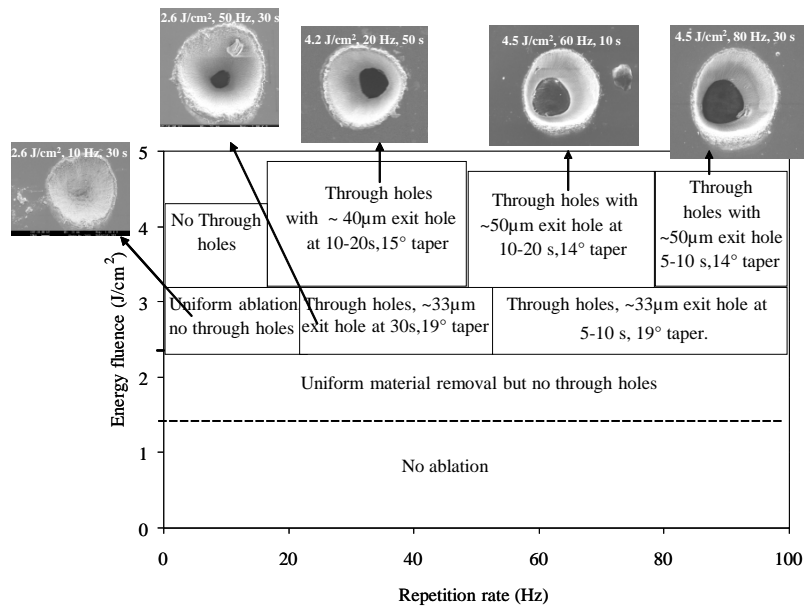 2.6 J/cm², 50 Hz, 30 s
4.2 J/cm², 20 Hz, 50 s
4.5 J/cm², 60 Hz, 10 s
4.5 J/cm², 80 Hz, 30 s
2.6 J/cm², 10 Hz, 30 s
5
4
3
2
1
0
Energy fluence (J/cm²)
No Through
holes
Through holes
with ~ 40µm exit hole
at 10-20s,15° taper
Through holes with
~50µm exit hole at
10-20 s,14° taper
Through
holes with
~50µm exit hole
5-10 s,14° taper
Uniform ablation
no through holes
Through holes, ~33µm
exit hole at 30s,19° taper
Through holes, ~33µm exit hole at
5-10 s, 19° taper.
Uniform material removal but no through holes
No ablation
0
20
40
60
80
100
Repetition rate (Hz)